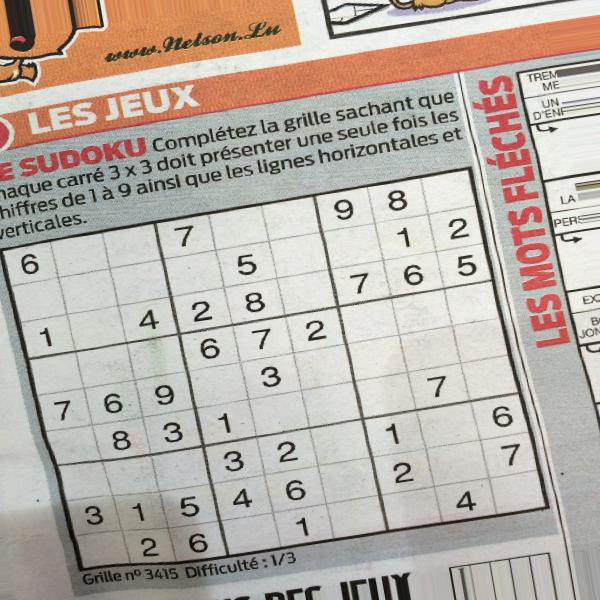 www.Nelson.Lu
LES JEUX
E SUDOKU Complétez la grille sachant que
haque carré 3 x 3 doit présenter une seule fois les
hiffres de 1 à 9 ainsi que les lignes horizontales et
verticales.
6 7 9 8
5 1 2
1 4 2 8 7 6 5
6 7 2
7 6 9 3
8 3 1 7
3 2 1 6
3 1 5 4 6 2 7
2 6 1 4
Grille n° 3415 Difficulté : 1/3
LES MOTS FLÉCHÉS
TREM
ME
UN
D'ENF
LA
PERS
EX